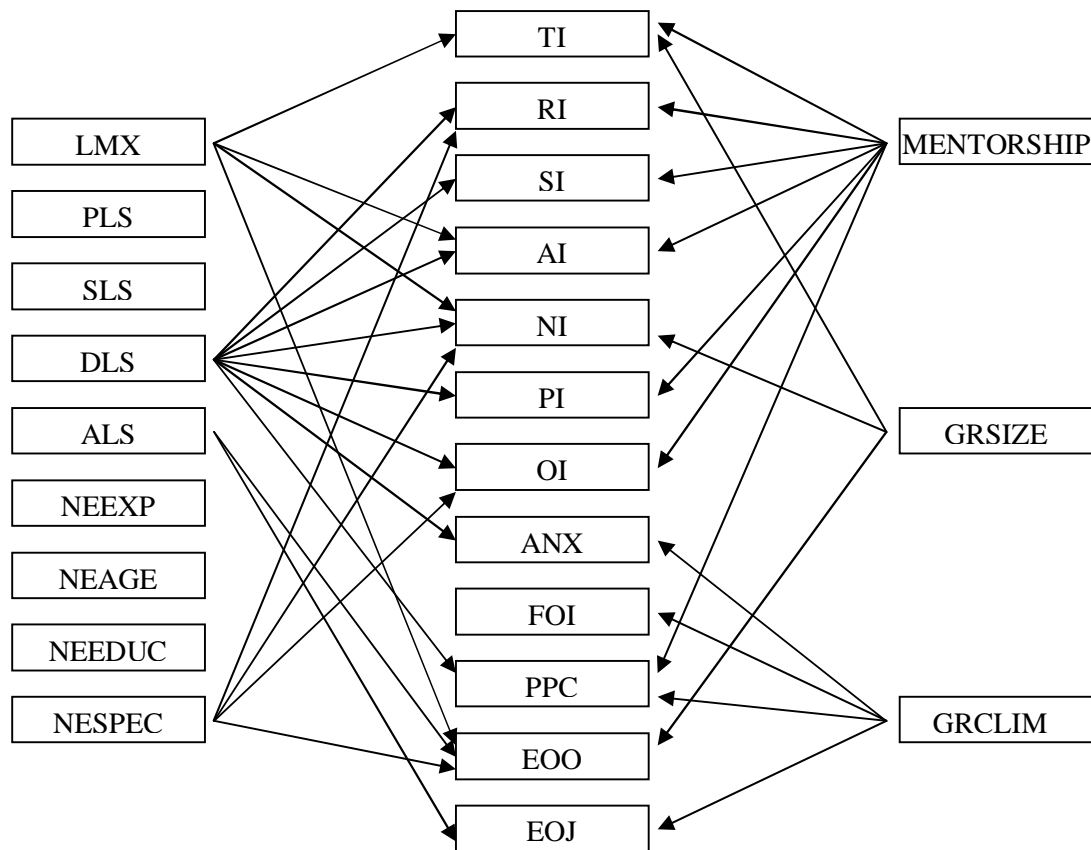 TI
RI
LMX
MENTORSHIP
SI
PLS
AI
SLS
NI
DLS
PI
ALS
GRSIZE
OI
NEEXP
ANX
NEAGE
FOI
NEEDUC
PPC
NESPEC
GRCLIM
EOO
EOJ